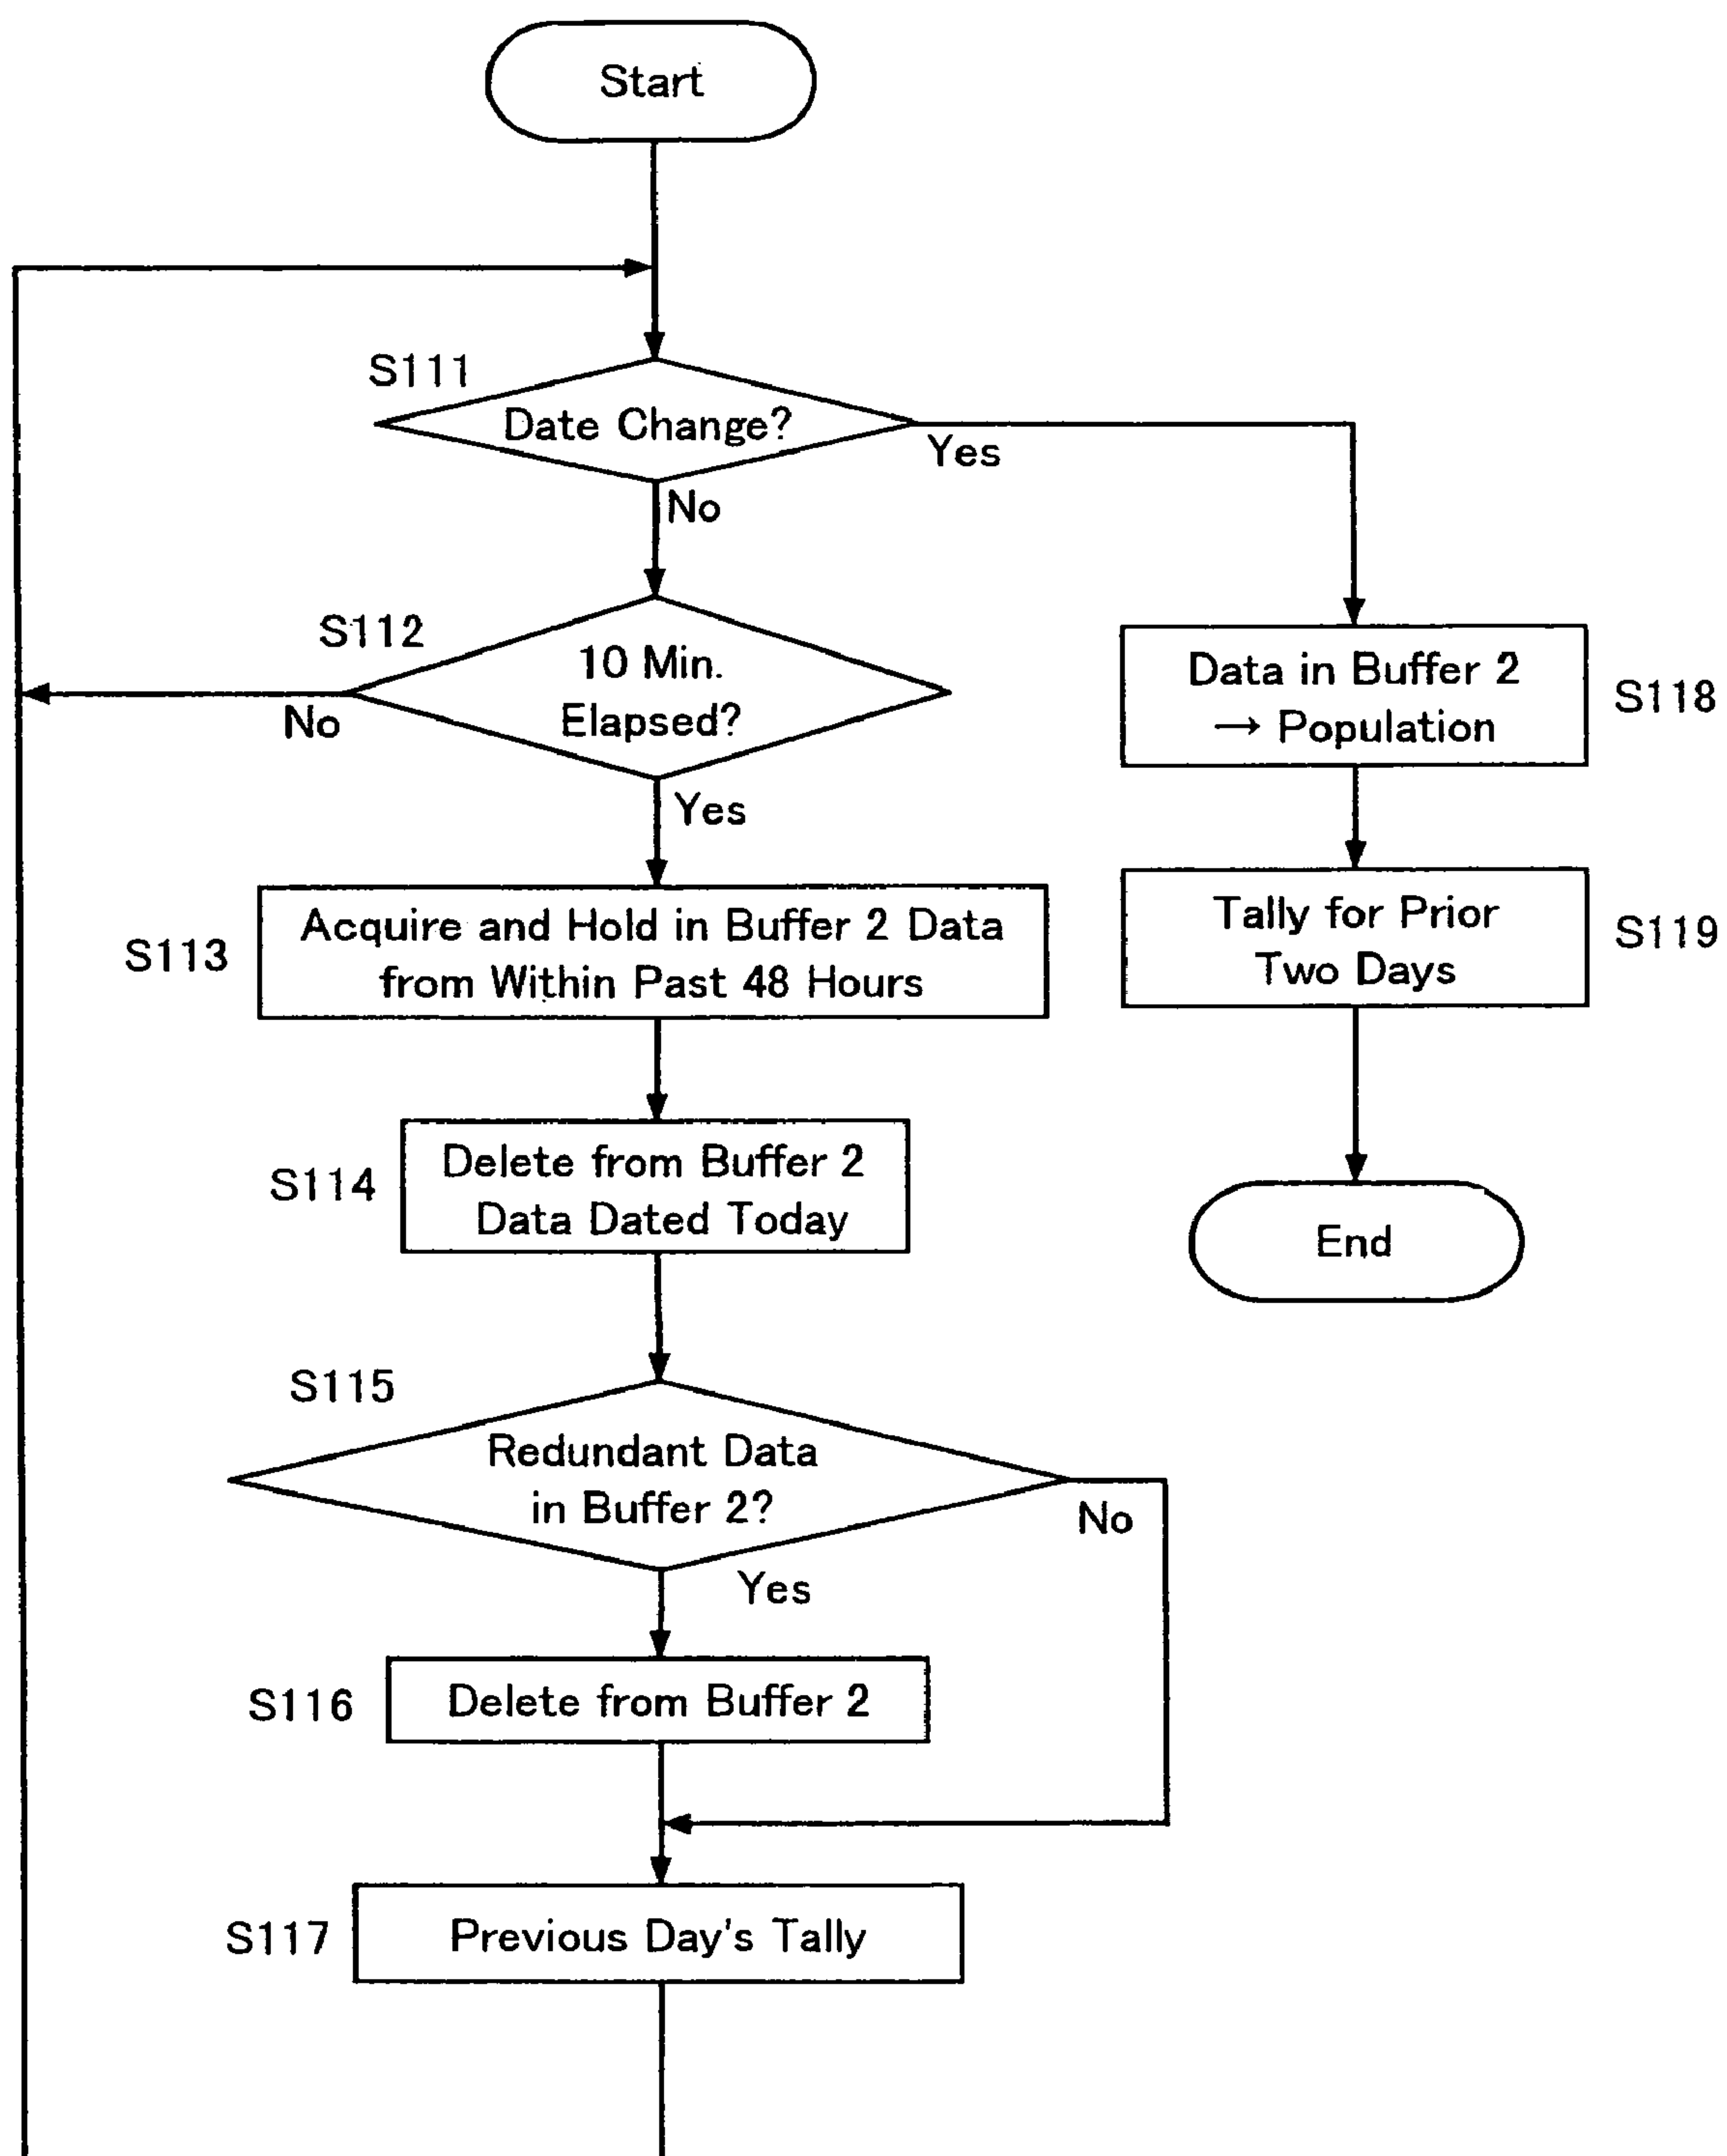 Start
S111
Date Change?
Yes
No
S112
10 Min.
Elapsed?
No
Yes
Data in Buffer 2
→ Population
S118
S113
Acquire and Hold in Buffer 2 Data
from Within Past 48 Hours
Tally for Prior
Two Days
S119
S114
Delete from Buffer 2
Data Dated Today
End
S115
Redundant Data
in Buffer 2?
No
Yes
S116
Delete from Buffer 2
S117
Previous Day's Tally